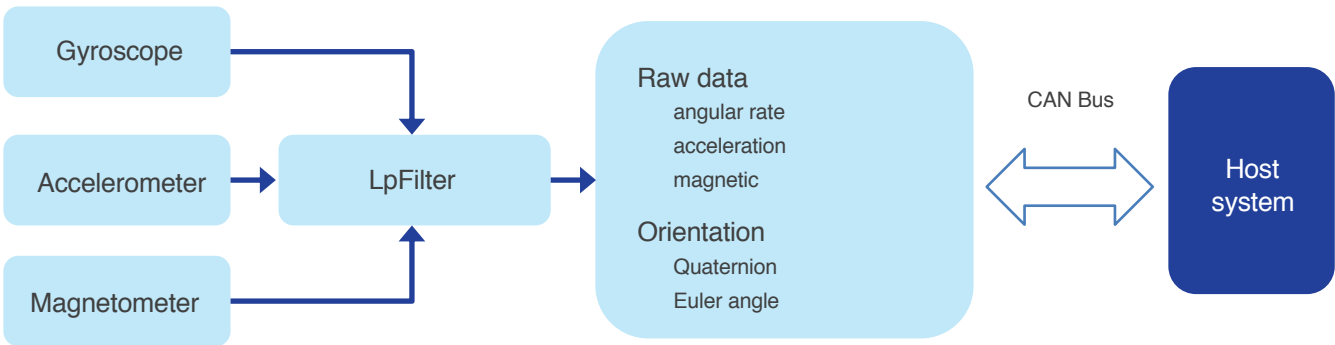 Gyroscope
Accelerometer
Magnetometer
LpFilter
Raw data
angular rate
acceleration
magnetic
Orientation
Quaternion
Euler angle
CAN Bus
Host
system